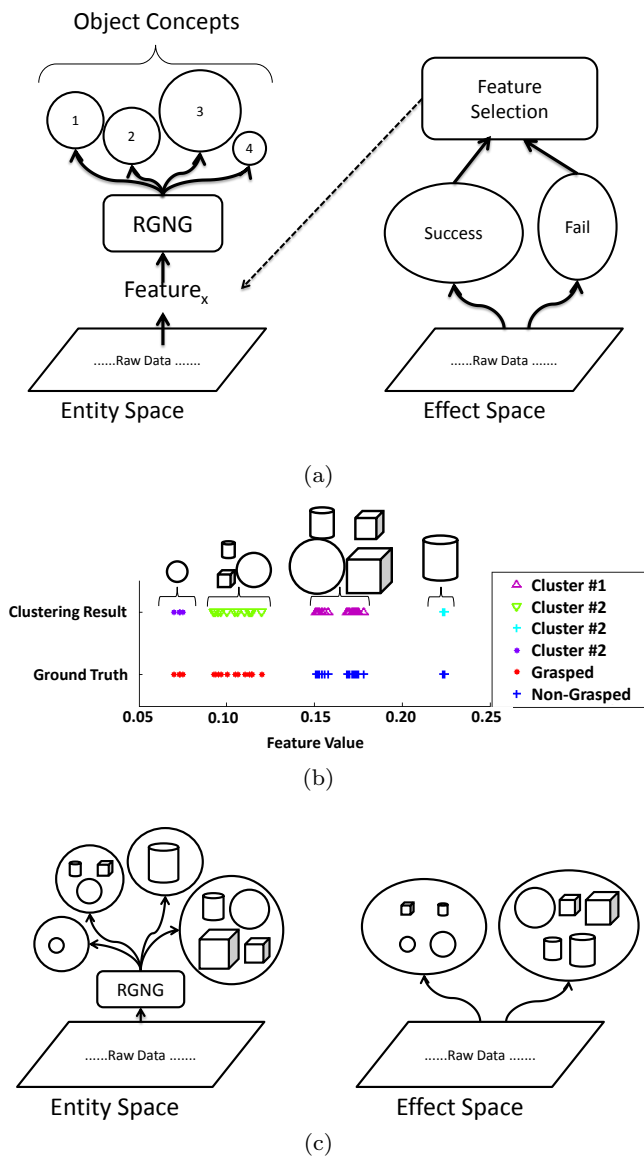 Object Concepts
1
2
3
4
RGNG
Feature_x
......Raw Data .......
Entity Space
Feature
Selection
Success
Fail
......Raw Data .......
Effect Space
(a)
Clustering Result
Ground Truth
0.05 0.10 0.15 0.20 0.25
Feature Value
Cluster #1
Cluster #2
Cluster #2
Cluster #2
Grasped
Non-Grasped
(b)
RGNG
......Raw Data .......
Entity Space
......Raw Data .......
Effect Space
(c)